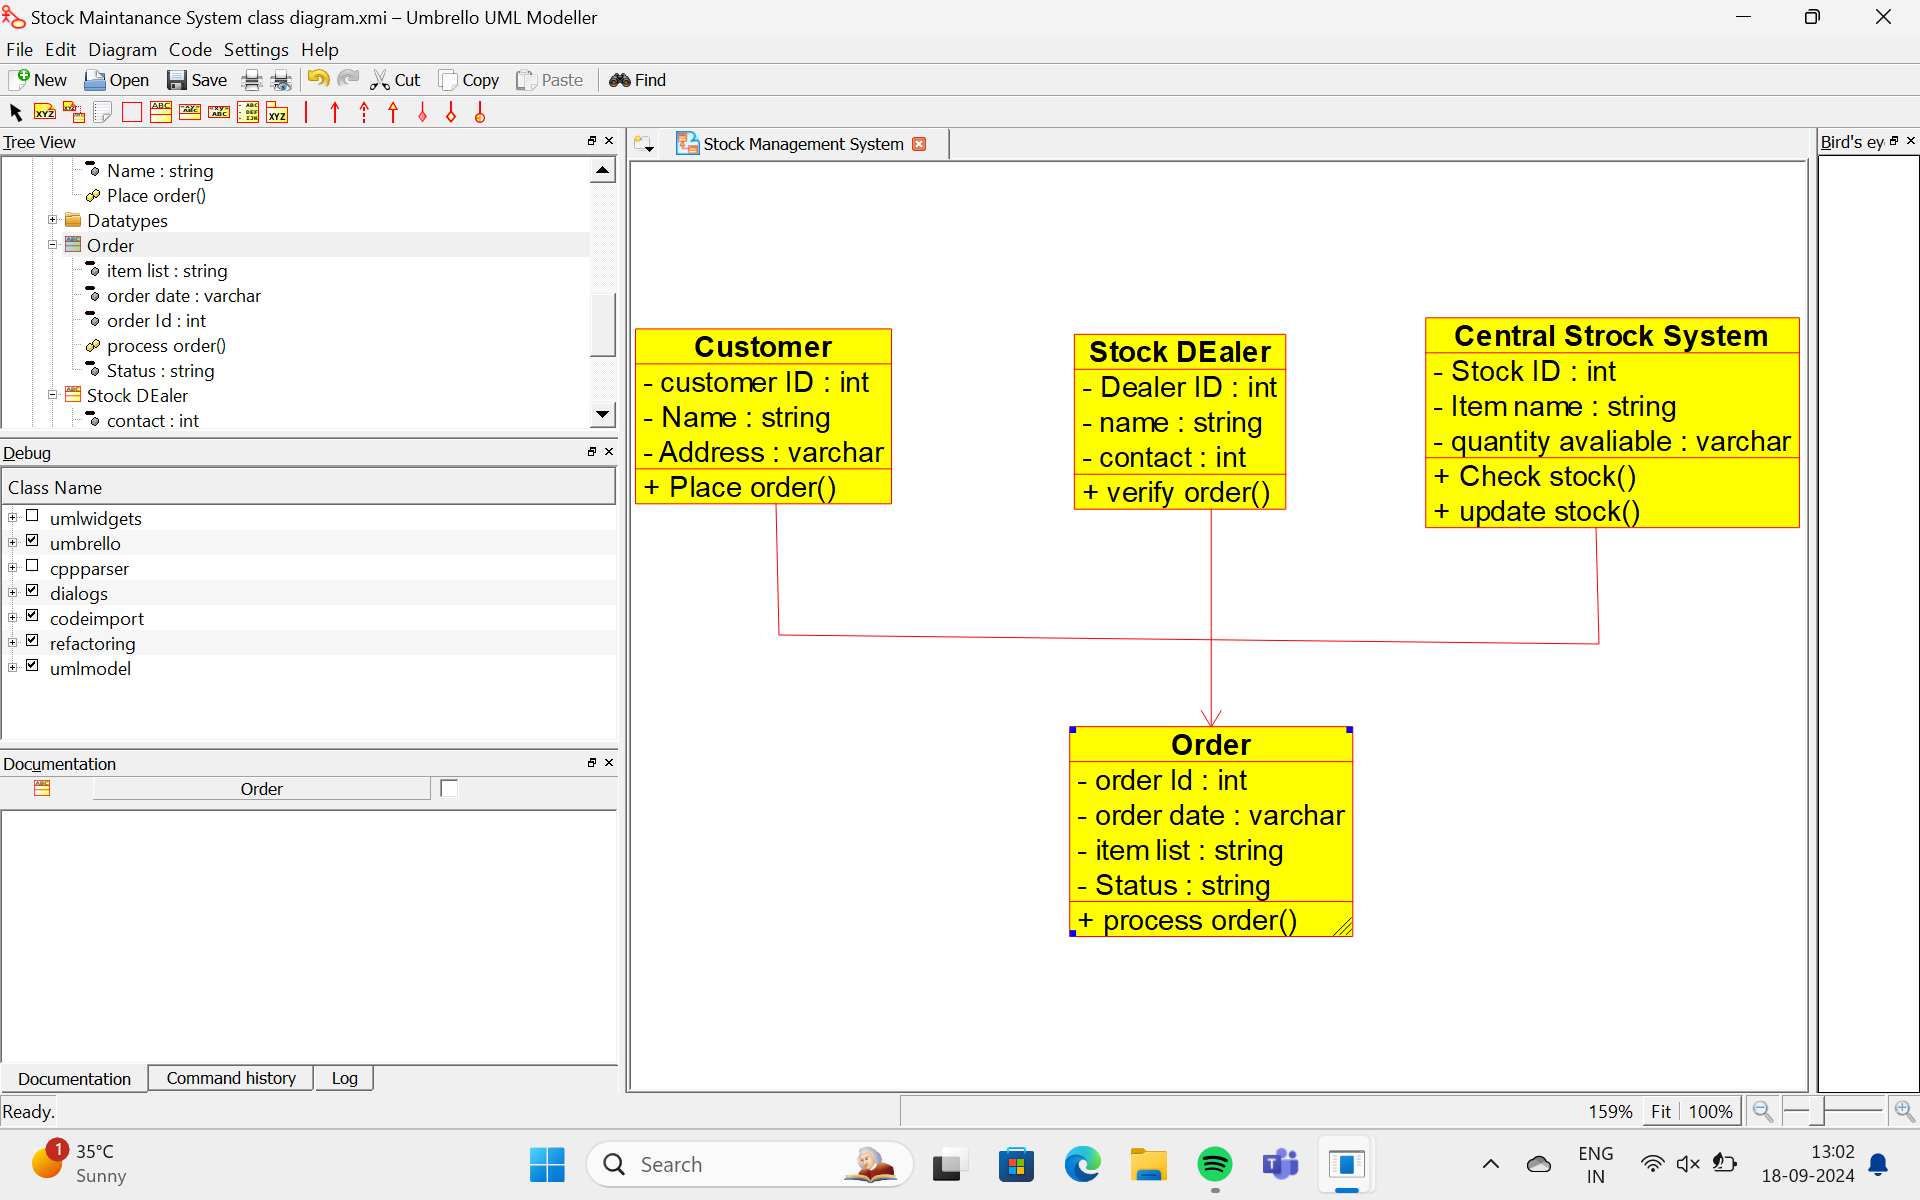 Stock Maintanance System class diagram.xmi – Umbrello UML Modeller
File Edit Diagram Code Settings Help
New Open Save Cut Copy Paste Find
Tree View
Name : string
Place order()
Datatypes
Order
item list : string
order date : varchar
order Id : int
process order()
Status : string
Stock DEaler
contact : int
Debug
Class Name
umlwidgets
umbrello
cppparser
dialogs
codeimport
refactoring
umlmodel
Documentation
Order
Documentation Command history Log
Ready.
Stock Management System
Customer
- customer ID : int
- Name : string
- Address : varchar
+ Place order()
Stock DEaler
- Dealer ID : int
- name : string
- contact : int
+ verify order()
Central Strock System
- Stock ID : int
- Item name : string
- quantity avaliable : varchar
+ Check stock()
+ update stock()
Order
- order Id : int
- order date : varchar
- item list : string
- Status : string
+ process order()
Bird's ey
159% Fit 100%
1
35°C
Sunny
Search
ENG
IN
13:02
18-09-2024